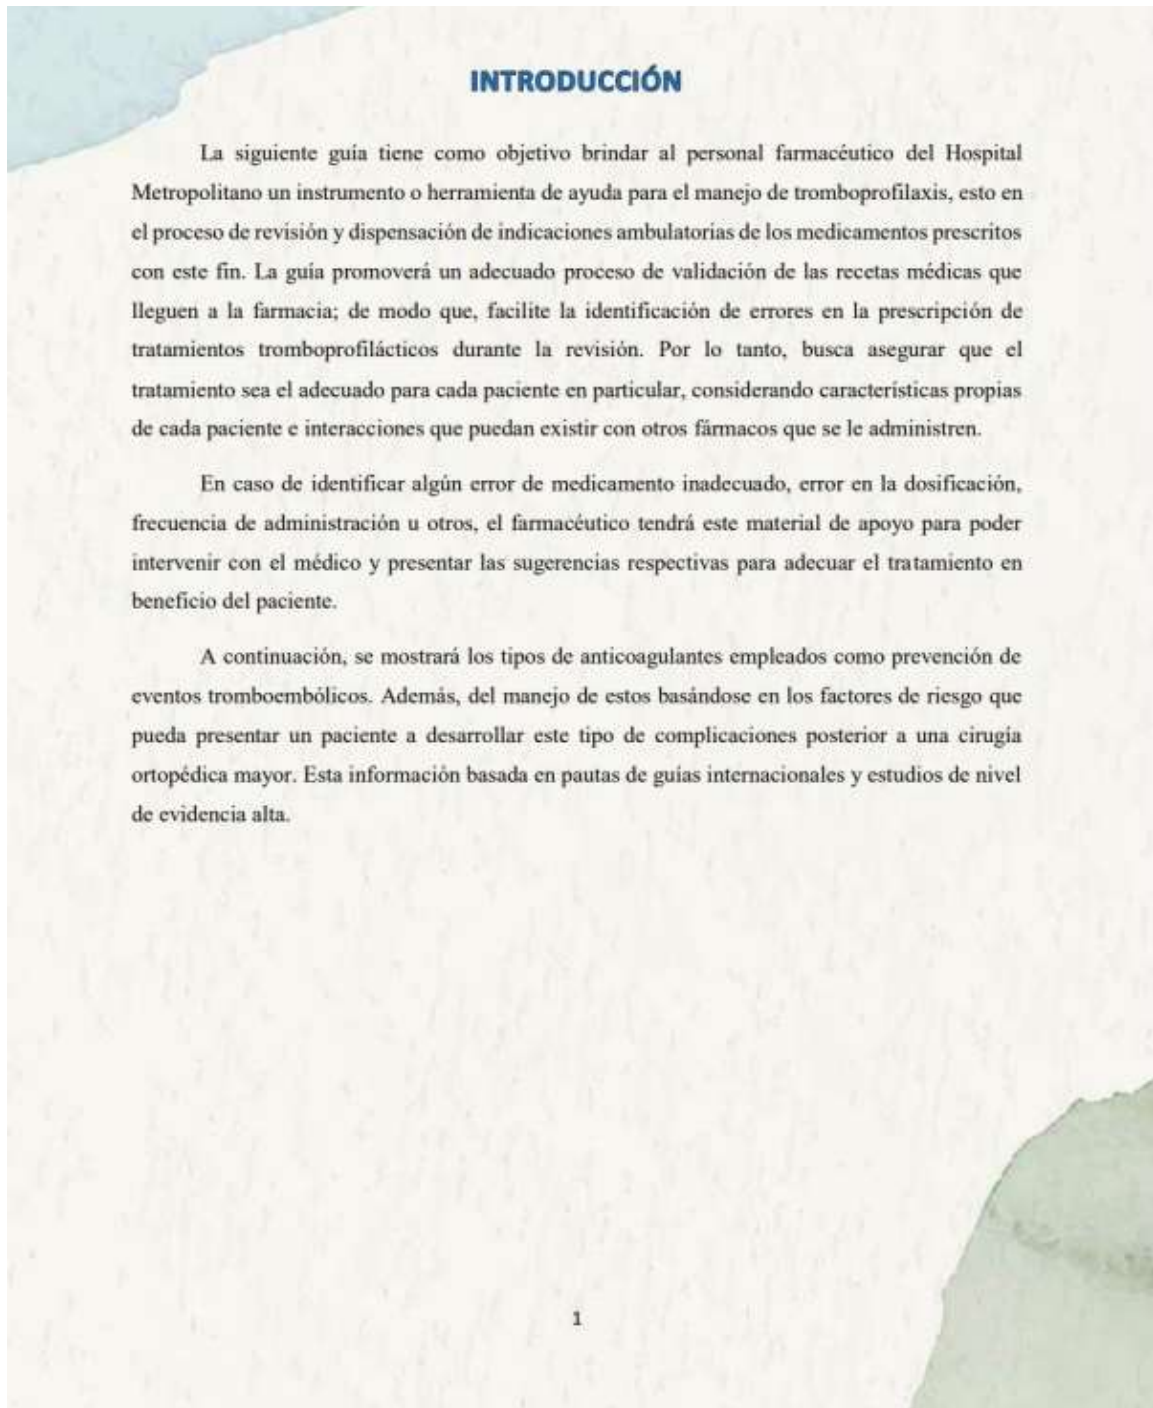 INTRODUCCIÓN
La siguiente guía tiene como objetivo brindar al personal farmacéutico del Hospital
Metropolitano un instrumento o herramienta de ayuda para el manejo de tromboprofilaxis, esto en
el proceso de revisión y dispensación de indicaciones ambulatorias de los medicamentos prescritos
con este fin. La guía promoverá un adecuado proceso de validación de las recetas médicas que
lleguen a la farmacia; de modo que, facilite la identificación de errores en la prescripción de
tratamientos tromboprofilácticos durante la revisión. Por lo tanto, busca asegurar que el
tratamiento sea el adecuado para cada paciente en particular, considerando características propias
de cada paciente e interacciones que puedan existir con otros fármacos que se le administren.
En caso de identificar algún error de medicamento inadecuado, error en la dosificación,
frecuencia de administración u otros, el farmacéutico tendrá este material de apoyo para poder
intervenir con el médico y presentar las sugerencias respectivas para adecuar el tratamiento en
beneficio del paciente.
A continuación, se mostrará los tipos de anticoagulantes empleados como prevención de
eventos tromboembólicos. Además, del manejo de estos basándose en los factores de riesgo que
pueda presentar un paciente a desarrollar este tipo de complicaciones posterior a una cirugía
ortopédica mayor. Esta información basada en pautas de guías internacionales y estudios de nivel
de evidencia alta.
1